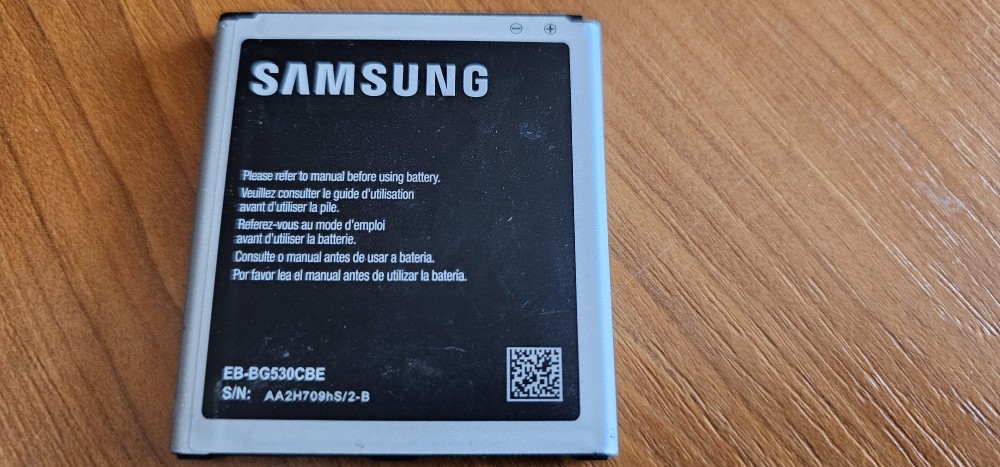 ⊖ ⊕
SAMSUNG
Please refer to manual before using battery.
Veuillez consulter le guide d'utilisation
avant d'utiliser la pile.
Referez-vous au mode d'emploi
avant d'utiliser la batterie.
Consulte o manual antes de usar a bateria.
Por favor lea el manual antes de utilizar la batería.
EB-BG530CBE
S/N: AA2H709hS/2-B